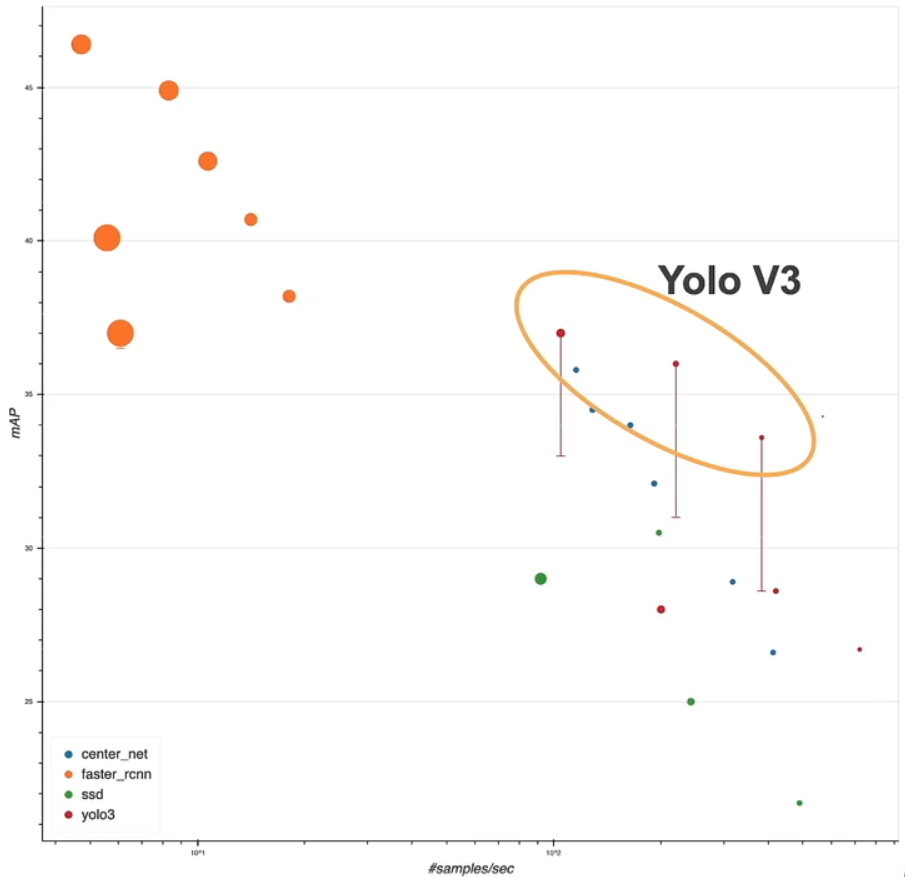 45
40
Yolo V3
35
mAP
30
25
center_net
faster_rcnn
ssd
yolo3
10^1
10^2
#samples/sec